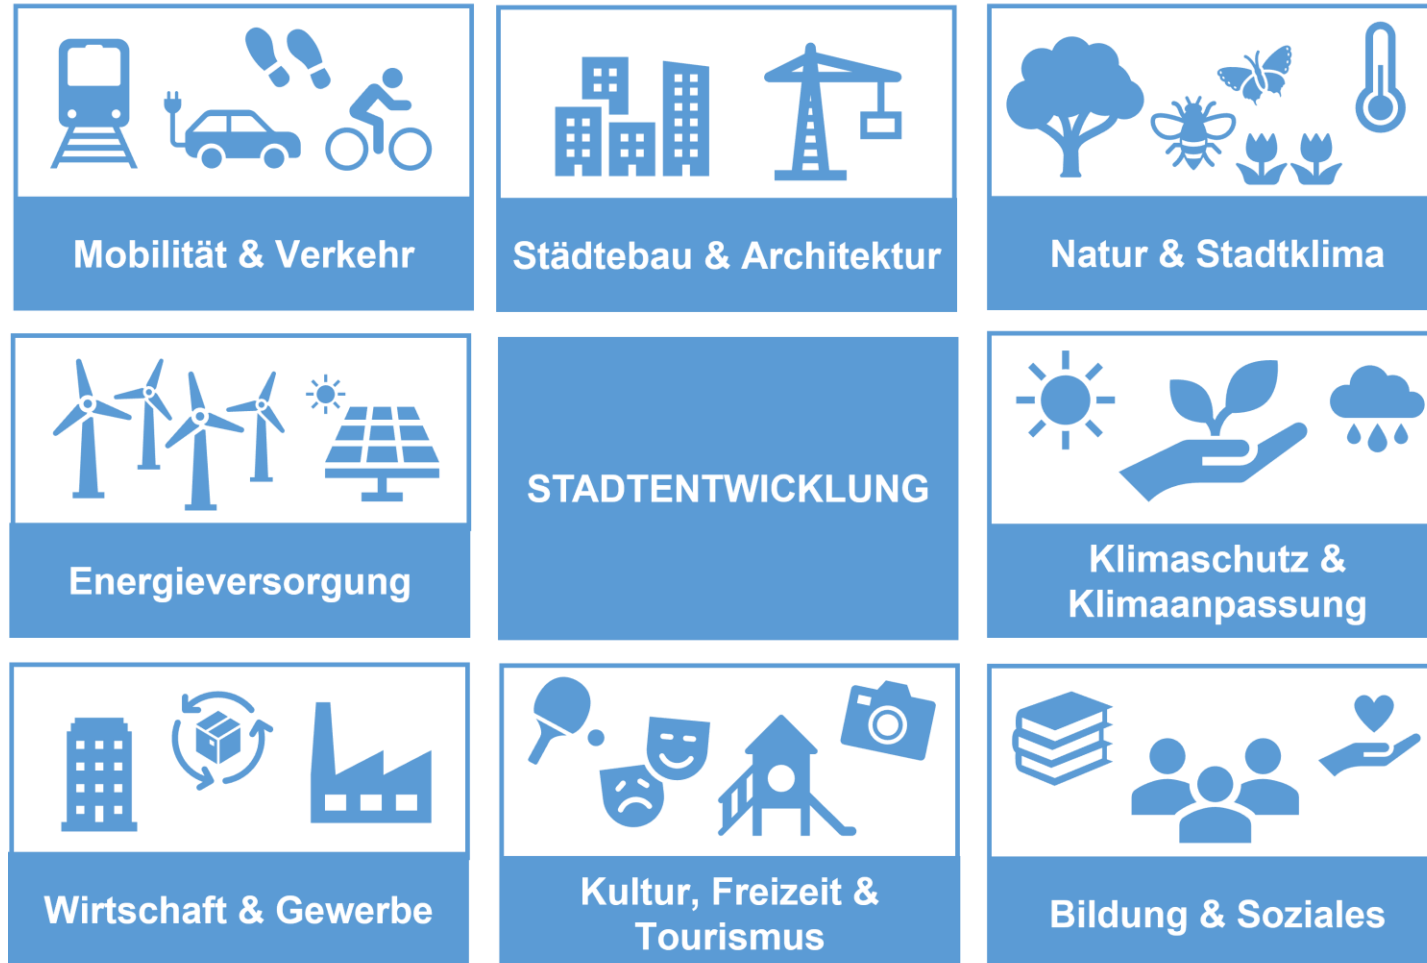 Mobilität & Verkehr
Städtebau & Architektur
Natur & Stadtklima
Energieversorgung
STADTENTWICKLUNG
Klimaschutz &
Klimaanpassung
Wirtschaft & Gewerbe
Kultur, Freizeit &
Tourismus
Bildung & Soziales